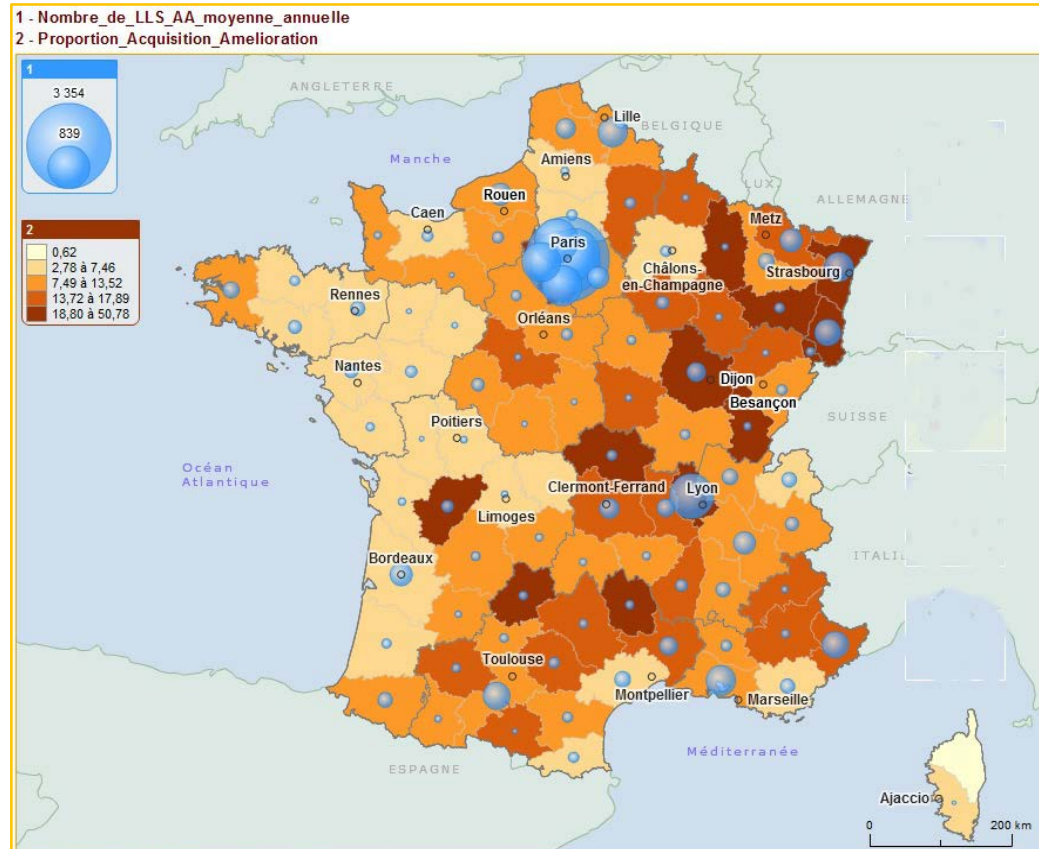 1 - Nombre_de_LLS_AA_moyenne_annuelle
2 - Proportion_Acquisition_Amelioration
1
3 354
839
2
0,62
2,78 à 7,46
7,49 à 13,52
13,72 à 17,89
18,80 à 50,78
ANGLETERRE
BELGIQUE
LUX
ALLEMAGNE
SUISSE
ITALI
ESPAGNE
Manche
Océan
Atlantique
Méditerranée
Lille
Amiens
Rouen
Caen
Paris
Metz
Châlons-
en-Champagne
Strasbourg
Rennes
Orléans
Nantes
Dijon
Besançon
Poitiers
Clermont-Ferrand
Lyon
Limoges
Bordeaux
Toulouse
Montpellier
Marseille
Ajaccio
0
200 km